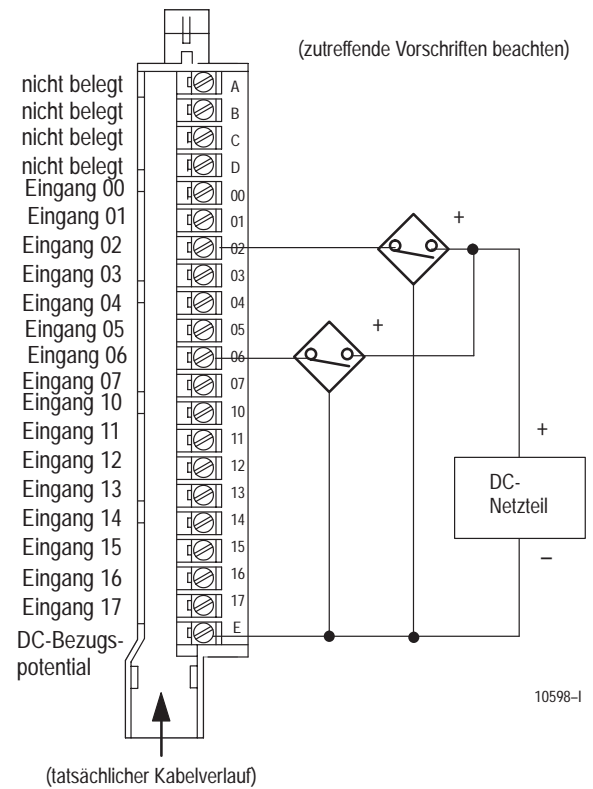 (zutreffende Vorschriften beachten)
nicht belegt A
nicht belegt B
nicht belegt C
nicht belegt D
Eingang 00 00
Eingang 01 01
Eingang 02 02
+
Eingang 03 03
Eingang 04 04
Eingang 05 05
+
Eingang 06 06
Eingang 07 07
Eingang 10 10
Eingang 11 11
+
Eingang 12 12
Eingang 13 13
DC-
Netzteil
Eingang 14 14
Eingang 15 15
–
Eingang 16 16
Eingang 17 17
DC-Bezugs-
potential
E
10598–I
(tatsächlicher Kabelverlauf)